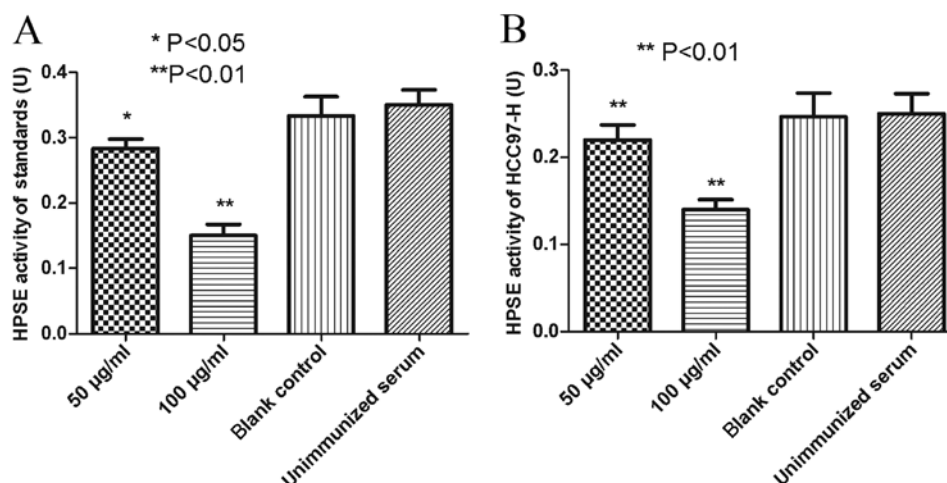 A
* P<0.05
**P<0.01
HPSE activity of standards (U)
0.4
0.3
0.2
0.1
0.0
*
**
50 µg/ml
100 µg/ml
Blank control
Unimmunized serum
B
** P<0.01
HPSE activity of HCC97-H (U)
0.3
0.2
0.1
0.0
**
**
50 µg/ml
100 µg/ml
Blank control
Unimmunized serum